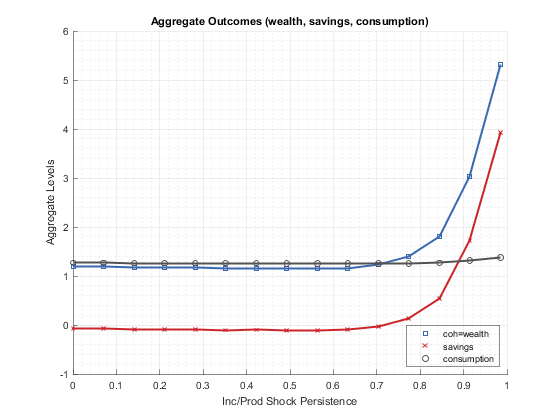 Aggregate Outcomes (wealth, savings, consumption)
6
5
4
3
2
1
0
-1
Aggregate Levels
0 0.1 0.2 0.3 0.4 0.5 0.6 0.7 0.8 0.9 1
Inc/Prod Shock Persistence
coh=wealth
savings
consumption